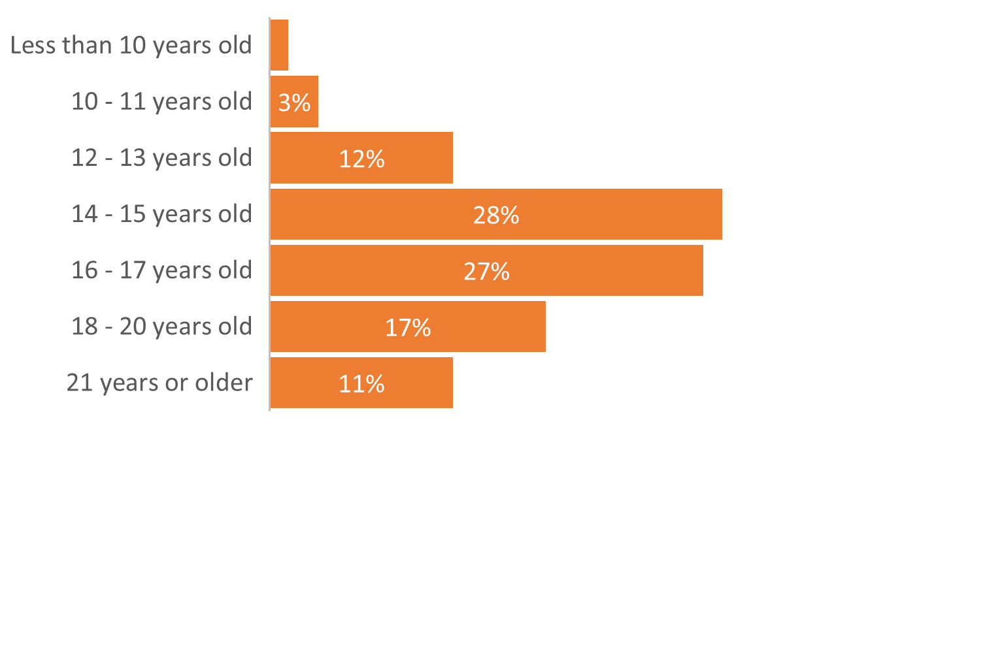 Less than 10 years old
10 - 11 years old 3%
12 - 13 years old 12%
14 - 15 years old 28%
16 - 17 years old 27%
18 - 20 years old 17%
21 years or older 11%